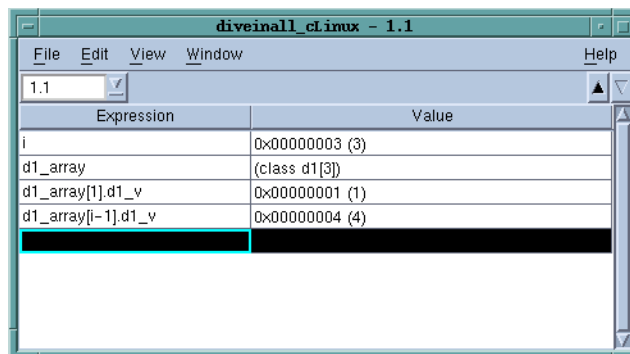 diveinall_cLinux - 1.1
File Edit View Window Help
1.1
Expression Value
i 0x00000003 (3)
d1_array (class d1[3])
d1_array[1].d1_v 0x00000001 (1)
d1_array[i-1].d1_v 0x00000004 (4)